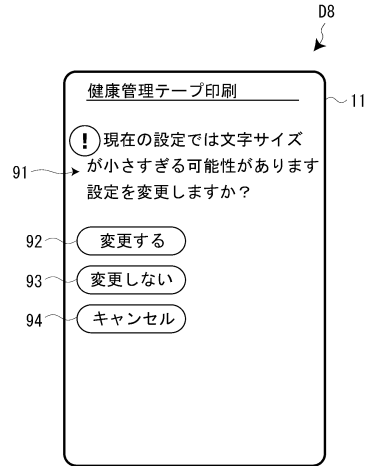 D8
健康管理テープ印刷
11
! 現在の設定では文字サイズ
91 が小さすぎる可能性があります
設定を変更しますか？
92 変更する
93 変更しない
94 キャンセル